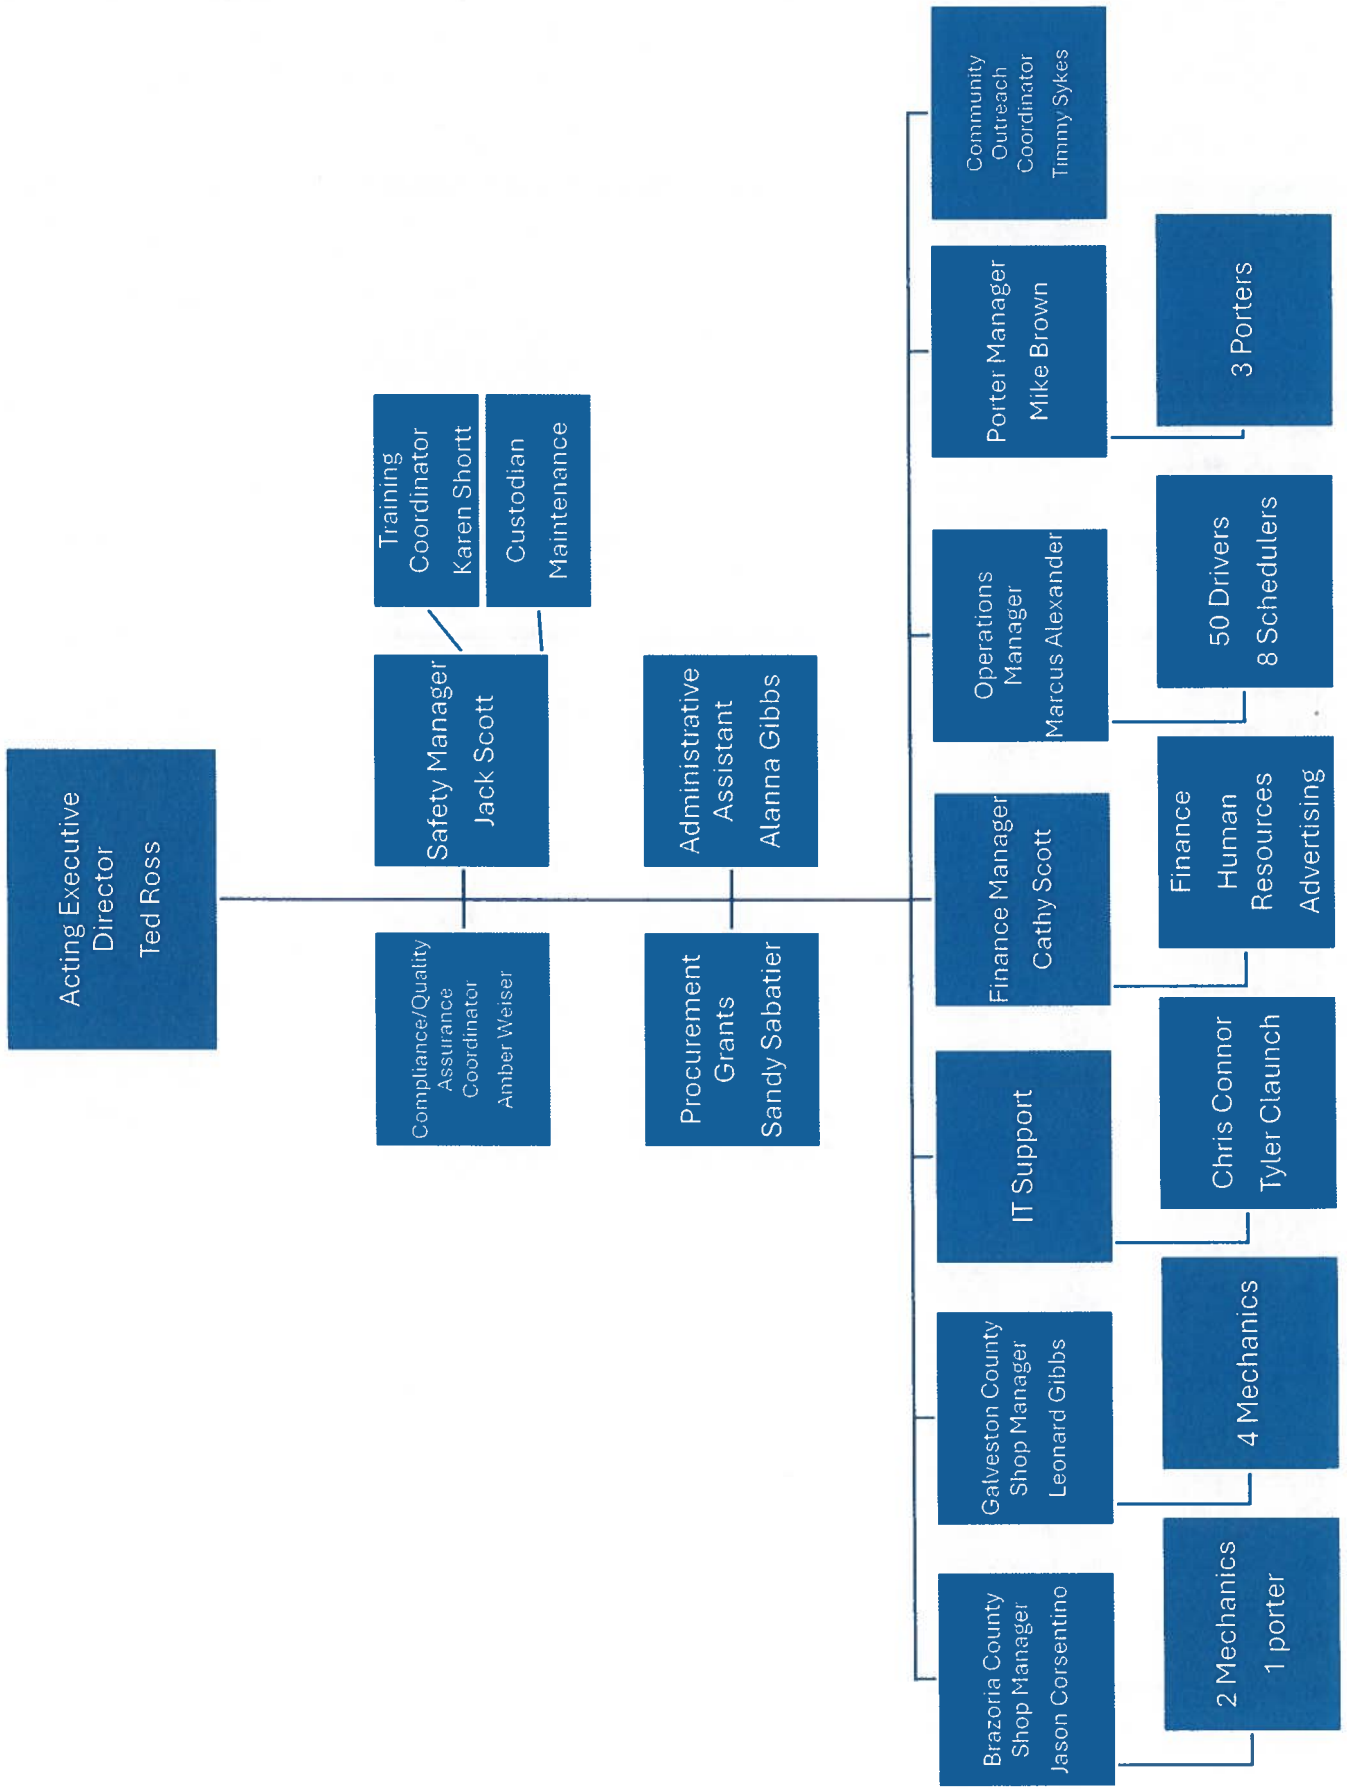 Acting Executive
Director
Ted Ross
Compliance/Quality
Assurance
Coordinator
Amber Weiser
Safety Manager
Jack Scott
Training
Coordinator
Karen Shortt
Custodian
Maintenance
Procurement
Grants
Sandy Sabatier
Administrative
Assistant
Alanna Gibbs
Brazoria County
Shop Manager
Jason Corsentino
Galveston County
Shop Manager
Leonard Gibbs
IT Support
Finance Manager
Cathy Scott
Operations
Manager
Marcus Alexander
Porter Manager
Mike Brown
Community
Outreach
Coordinator
Timmy Sykes
2 Mechanics
1 porter
4 Mechanics
Chris Connor
Tyler Claunch
Finance
Human
Resources
Advertising
50 Drivers
8 Schedulers
3 Porters